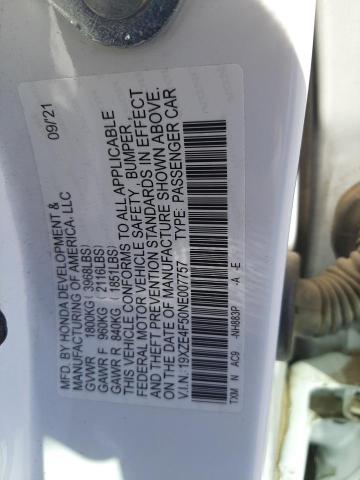 MFD. BY HONDA DEVELOPMENT & 09/'21
MANUFACTURING OF AMERICA, LLC
GVWR 1800KG (3968LBS)
GAWR F 960KG (2116LBS)
GAWR R 840KG (1851LBS)
THIS VEHICLE CONFORMS TO ALL APPLICABLE
FEDERAL MOTOR VEHICLE SAFETY, BUMPER,
AND THEFT PREVENTION STANDARDS IN EFFECT
ON THE DATE OF MANUFACTURE SHOWN ABOVE.
V.I.N.: 19XZE4F50NE007757 TYPE: PASSENGER CAR
TXM N AC9 -NH883P -A E